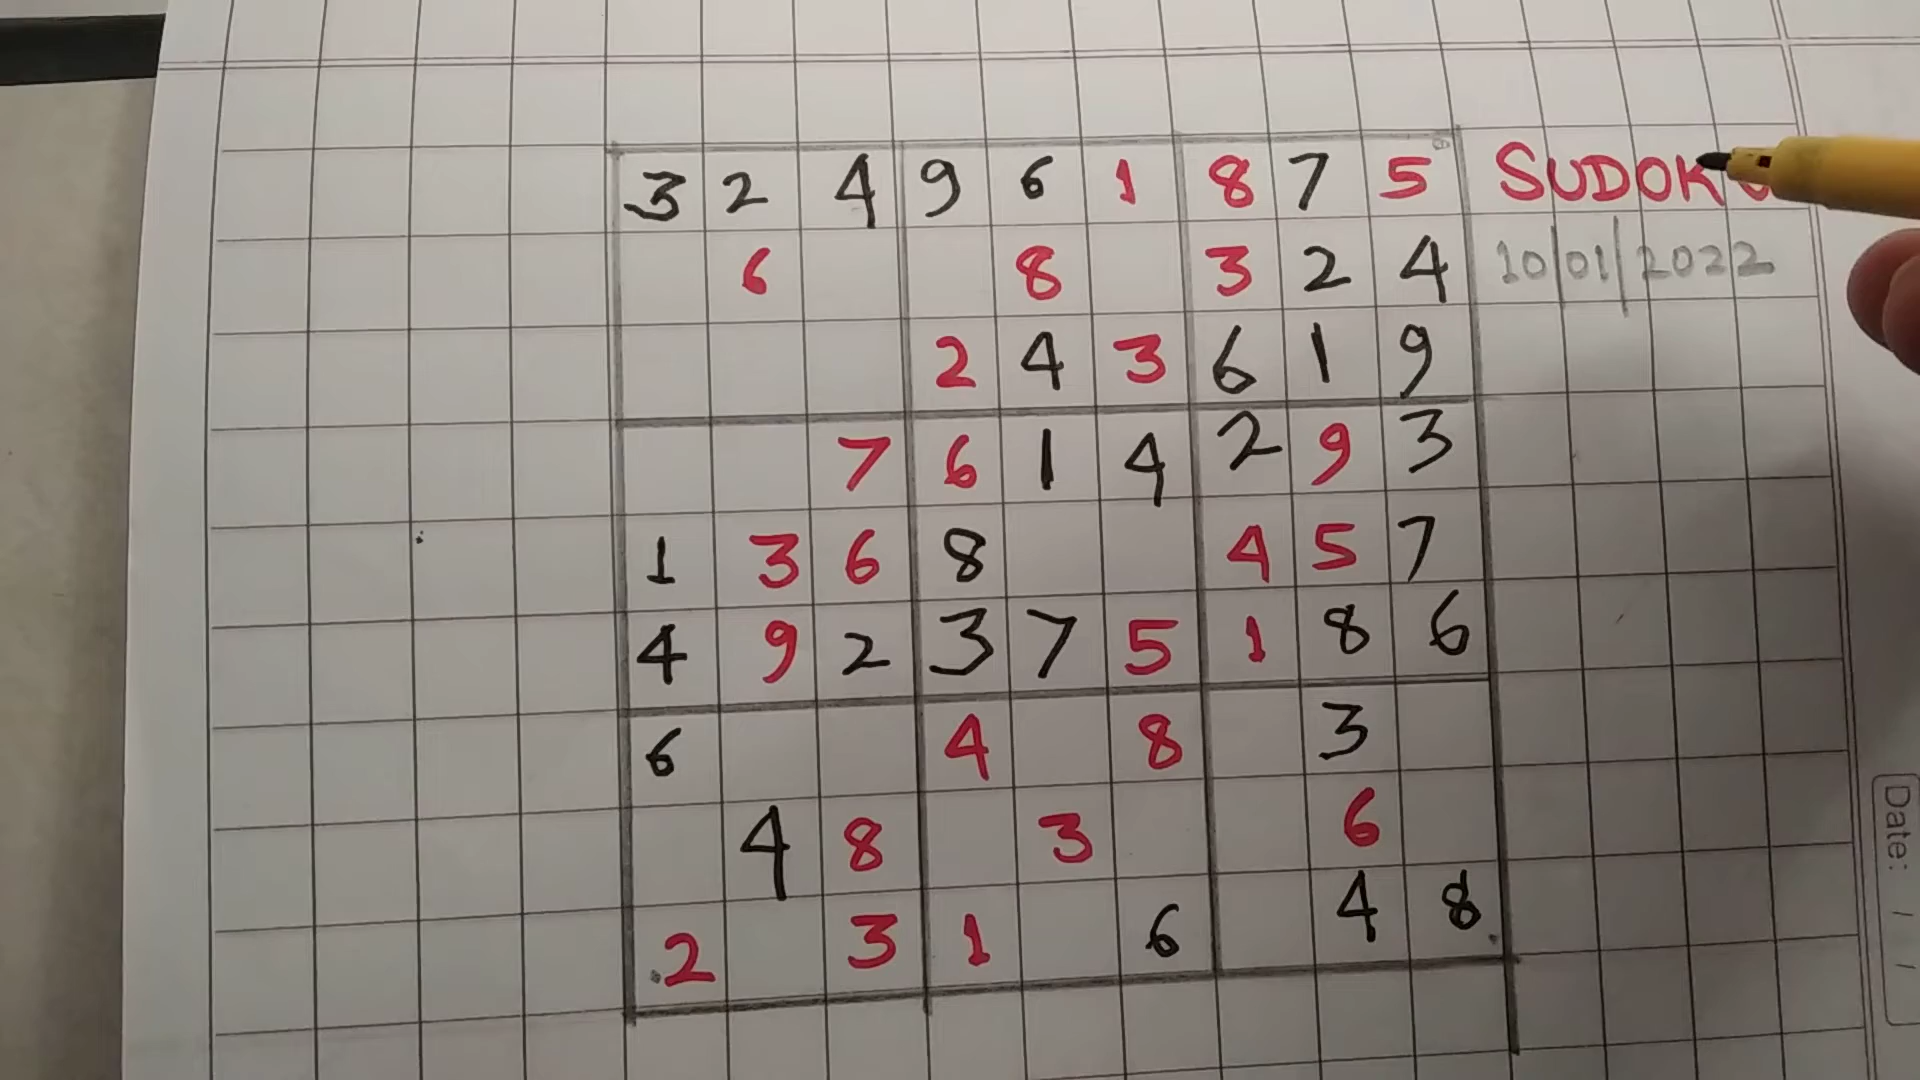 3 2 4 9 6 1 8 7 5 SUDOKU
6 8 3 2 4 10/01/2022
2 4 3 6 1 9
7 6 1 4 2 9 3
1 3 6 8 4 5 7
4 9 2 3 7 5 1 8 6
6 4 8 3
4 8 3 6
2 3 1 6 4 8
Date: / /